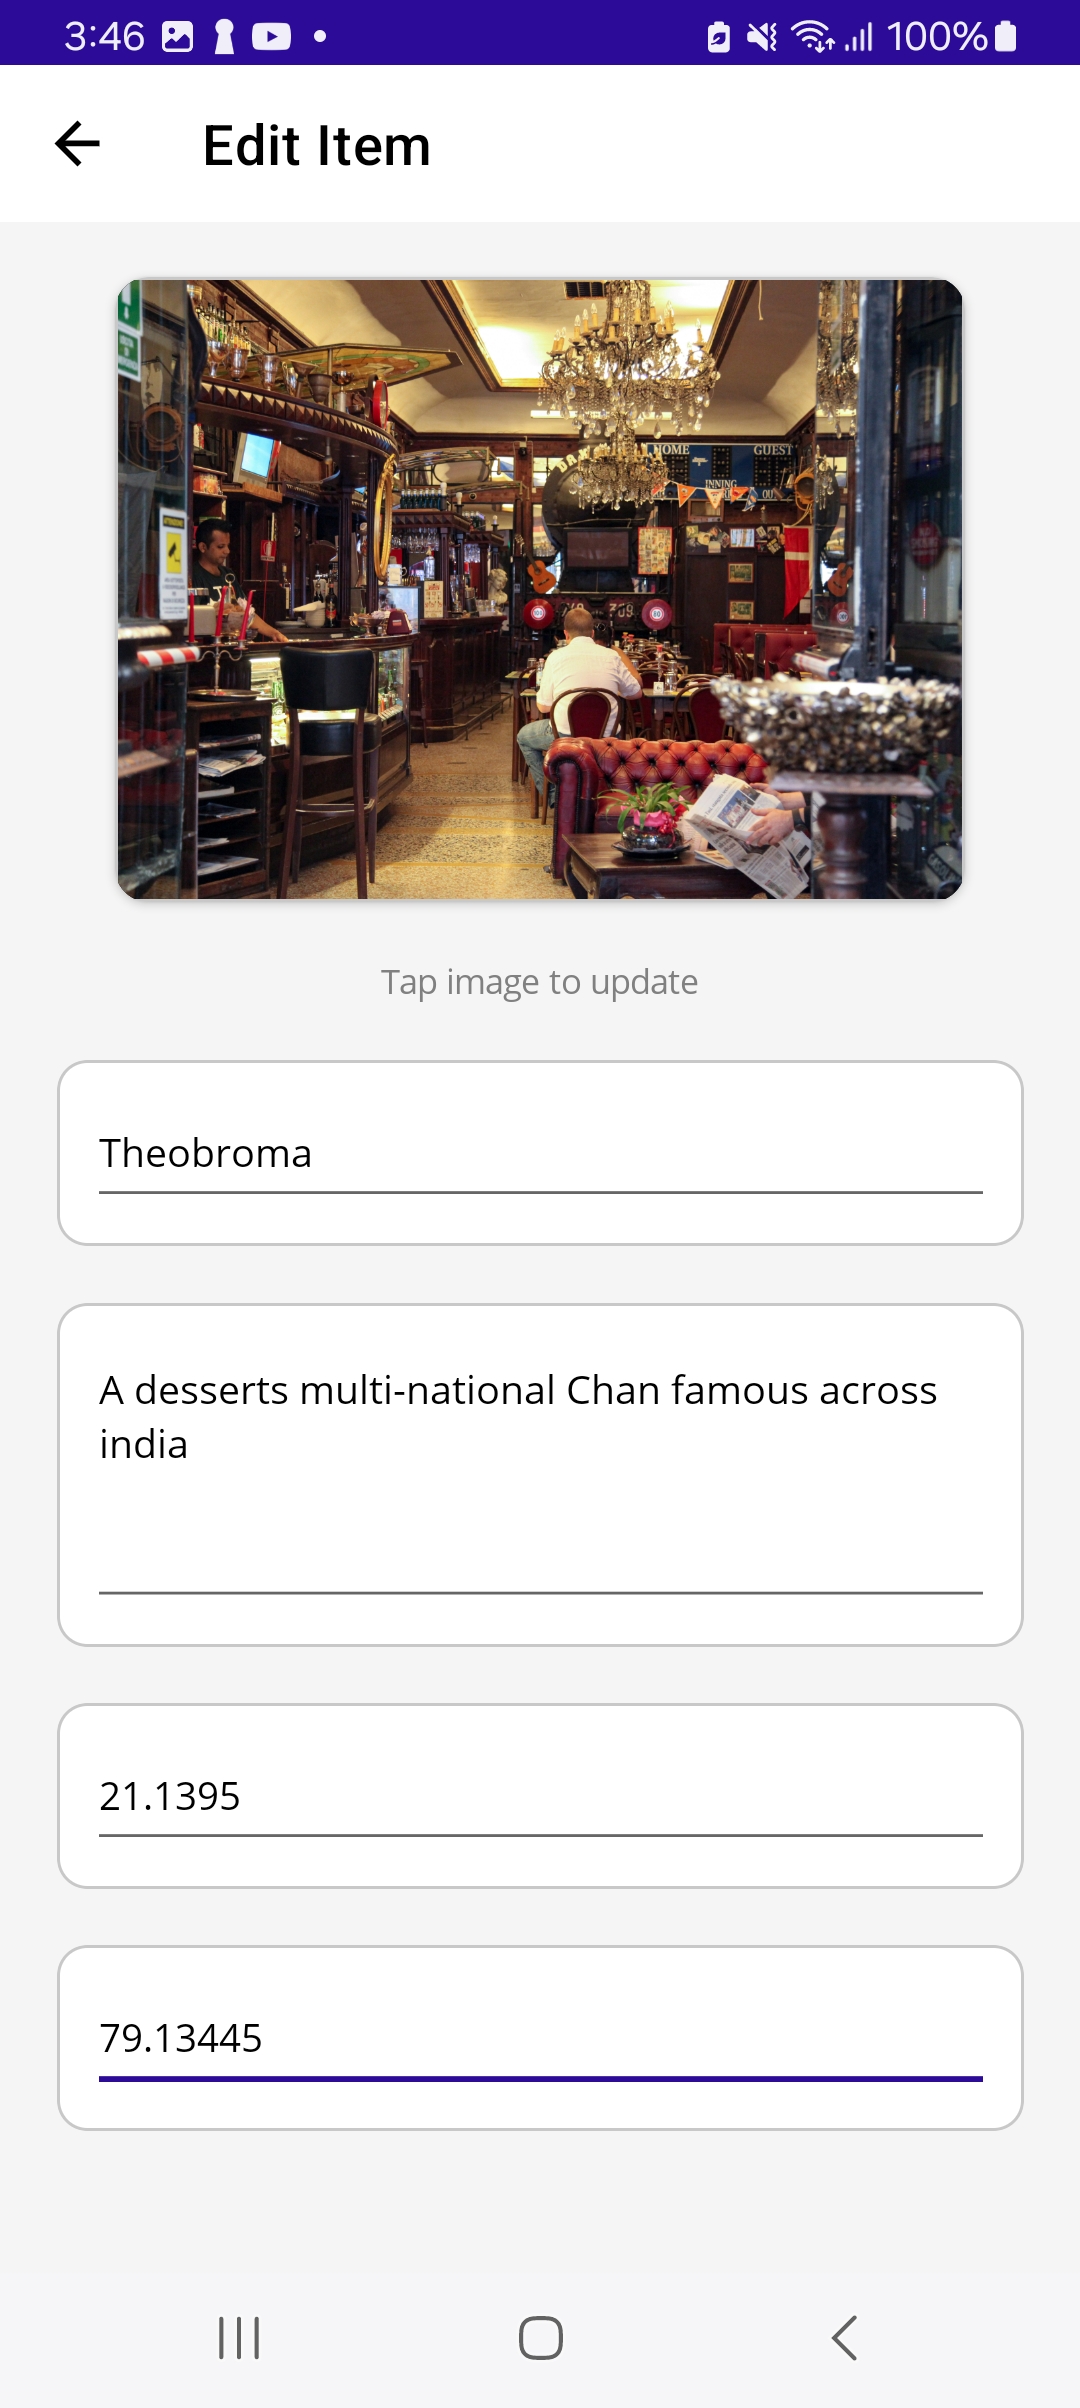 3:46
100%
Edit Item
HOME
GUEST
INNING
OU
Tap image to update
Theobroma
A desserts multi-national Chan famous across
india
21.1395
79.13445